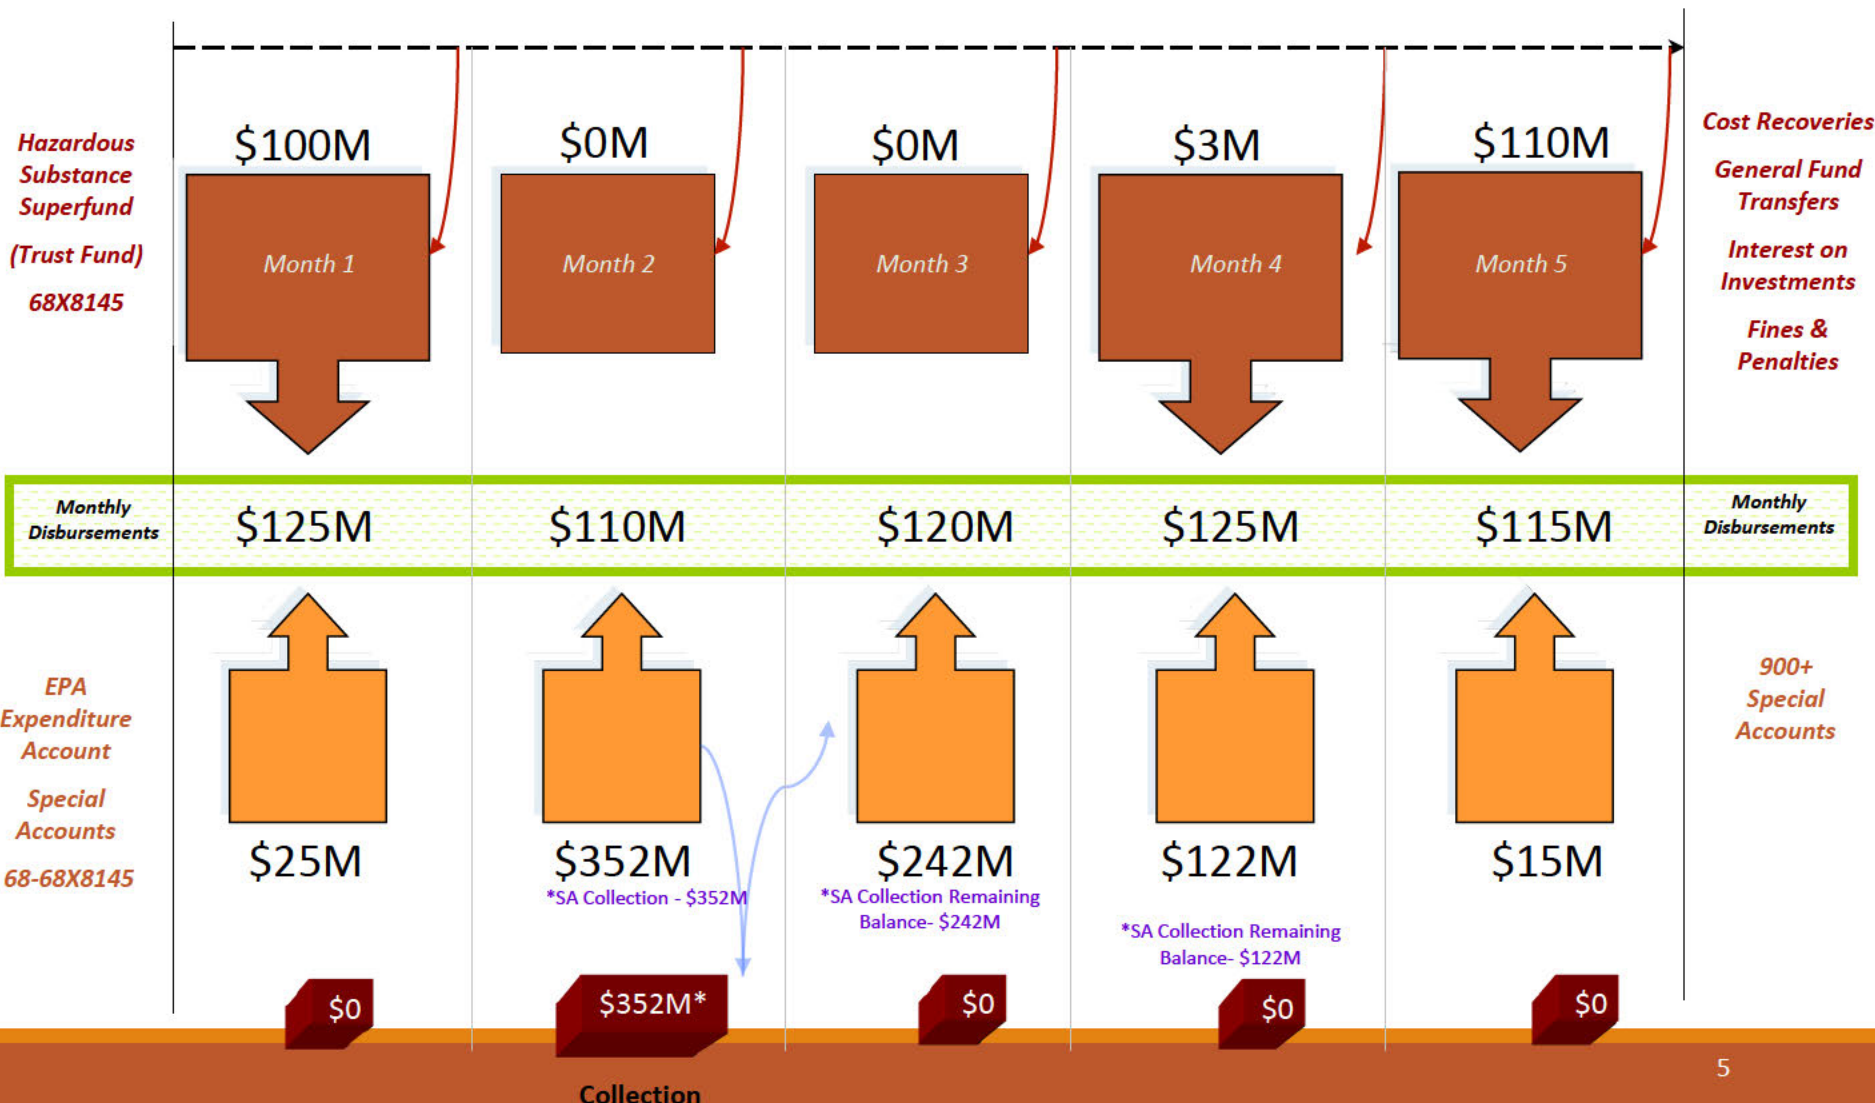 Hazardous
Substance
Superfund
(Trust Fund)
68X8145
$100M
$0M
$0M
$3M
$110M
Month 1
Month 2
Month 3
Month 4
Month 5
Cost Recoveries
General Fund
Transfers
Interest on
Investments
Fines &
Penalties
Monthly
Disbursements
$125M
$110M
$120M
$125M
$115M
Monthly
Disbursements
EPA
Expenditure
Account
Special
Accounts
68-68X8145
$25M
$352M
*SA Collection - $352M
$242M
*SA Collection Remaining
Balance- $242M
$122M
*SA Collection Remaining
Balance- $122M
$15M
900+
Special
Accounts
$0
$352M*
$0
$0
$0
Collection
5